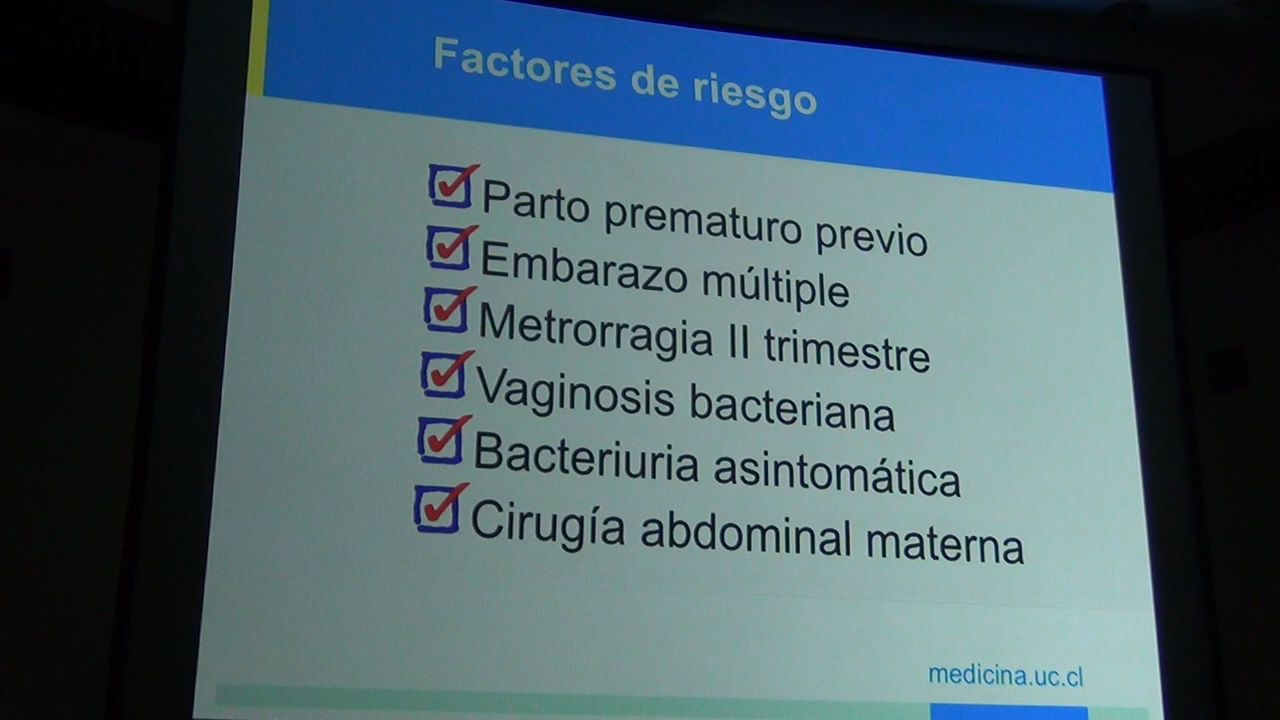 Factores de riesgo
Parto prematuro previo
Embarazo múltiple
Metrorragia II trimestre
Vaginosis bacteriana
Bacteriuria asintomática
Cirugía abdominal materna
medicina.uc.cl